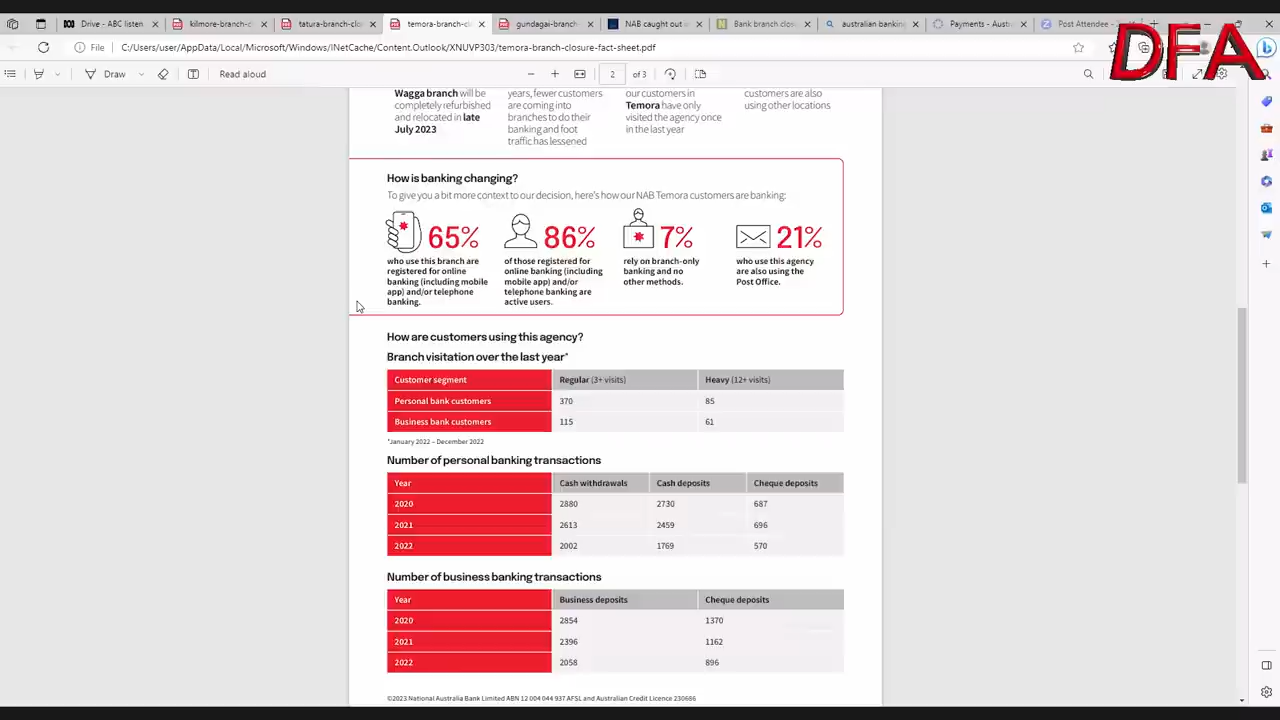 Drive - ABC listen
kilmore-branch-c
tatura-branch-clo
temora-branch-cl
gundagai-branch-
NAB caught out w
Bank branch closu
australian banking
Payments - Austr
Post Attendee - Z
DFA
File
C:/Users/user/AppData/Local/Microsoft/Windows/INetCache/Content.Outlook/XNUVP303/temora-branch-closure-fact-sheet.pdf
Draw
Read aloud
2
of 3
Wagga branch will be
completely refurbished
and relocated in late
July 2023
years, fewer customers
are coming into
branches to do their
banking and foot
traffic has lessened
our customers in
Temora have only
visited the agency once
in the last year
customers are also
using other locations
How is banking changing?
To give you a bit more context to our decision, here's how our NAB Temora customers are banking:
65%
who use this branch are
registered for online
banking (including mobile
app) and/or telephone
banking.
86%
of those registered for
online banking (including
mobile app) and/or
telephone banking are
active users.
7%
rely on branch-only
banking and no
other methods.
21%
who use this agency
are also using the
Post Office.
How are customers using this agency?
Branch visitation over the last year*
Customer segment Regular (3+ visits) Heavy (12+ visits)
Personal bank customers 370 85
Business bank customers 115 61
*January 2022 – December 2022
Number of personal banking transactions
Year Cash withdrawals Cash deposits Cheque deposits
2020 2880 2730 687
2021 2613 2459 696
2022 2002 1769 570
Number of business banking transactions
Year Business deposits Cheque deposits
2020 2854 1370
2021 2396 1162
2022 2058 896
©2023 National Australia Bank Limited ABN 12 004 044 937 AFSL and Australian Credit Licence 230686